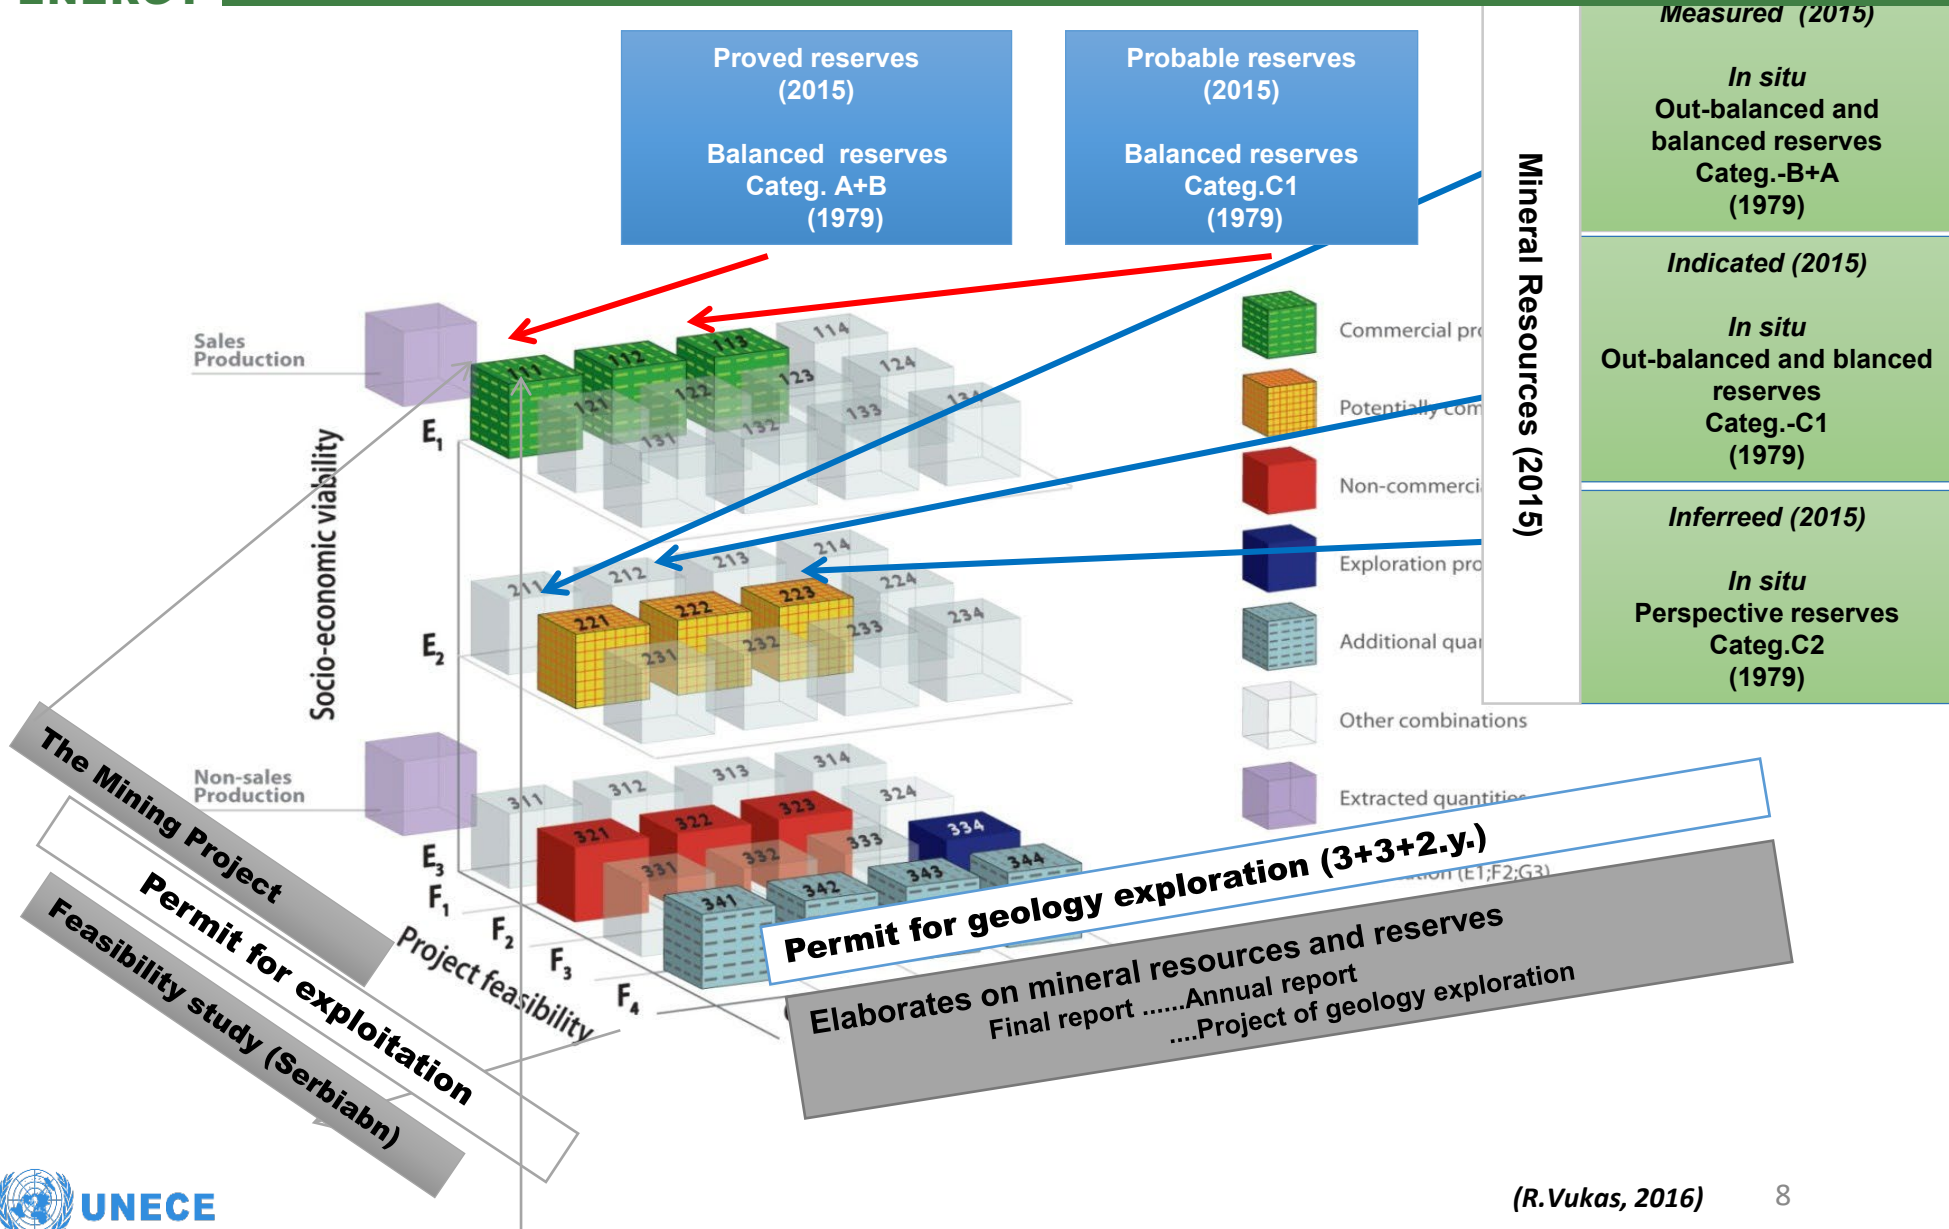 ENERGY
Proved reserves
(2015)
Balanced reserves
Categ. A+B
(1979)
Probable reserves
(2015)
Balanced reserves
Categ.C1
(1979)
Mineral Resources (2015)
Measured (2015)
In situ
Out-balanced and
balanced reserves
Categ.-B+A
(1979)
Indicated (2015)
In situ
Out-balanced and blanced
reserves
Categ.-C1
(1979)
Inferreed (2015)
In situ
Perspective reserves
Categ.C2
(1979)
Sales
Production
Non-sales
Production
Socio-economic viability
E1
E2
E3
F1
F2
F3
F4
Project feasibility
111
112
113
114
121
122
123
124
131
132
133
134
211
212
213
214
221
222
223
224
231
232
233
234
311
312
313
314
321
322
323
324
331
332
333
334
341
342
343
344
Commercial
Potentially
Non-commerci
Exploration
Additional
Other combinations
Extracted quantities
(E1;F2;G3)
The Mining Project
Permit for exploitation
Feasibility study (Serbiabn)
Permit for geology exploration (3+3+2.y.)
Elaborates on mineral resources and reserves
Final report ......Annual report
....Project of geology exploration
UNECE
(R.Vukas, 2016)
8